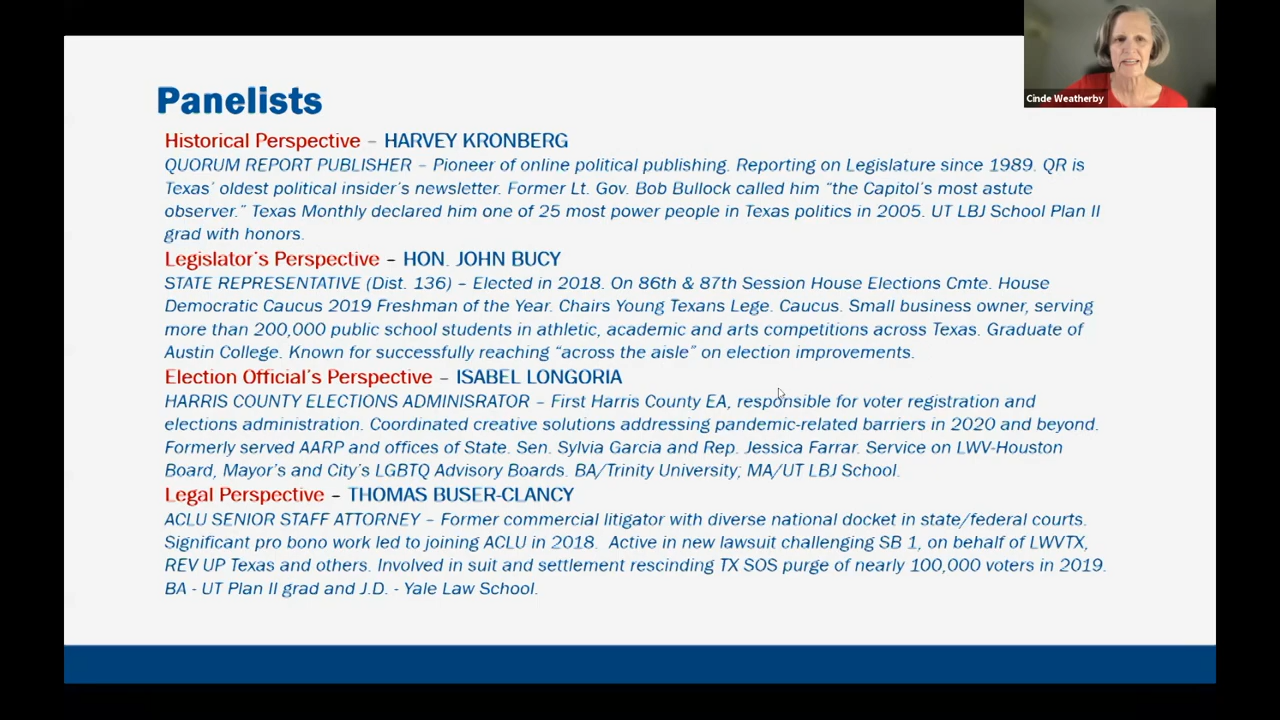 Panelists
Cinde Weatherby
Historical Perspective – HARVEY KRONBERG
QUORUM REPORT PUBLISHER – Pioneer of online political publishing. Reporting on Legislature since 1989. QR is
Texas' oldest political insider's newsletter. Former Lt. Gov. Bob Bullock called him "the Capitol's most astute
observer." Texas Monthly declared him one of 25 most power people in Texas politics in 2005. UT LBJ School Plan II
grad with honors.
Legislator's Perspective – HON. JOHN BUCY
STATE REPRESENTATIVE (Dist. 136) – Elected in 2018. On 86th & 87th Session House Elections Cmte. House
Democratic Caucus 2019 Freshman of the Year. Chairs Young Texans Lege. Caucus. Small business owner, serving
more than 200,000 public school students in athletic, academic and arts competitions across Texas. Graduate of
Austin College. Known for successfully reaching "across the aisle" on election improvements.
Election Official's Perspective – ISABEL LONGORIA
HARRIS COUNTY ELECTIONS ADMINISRATOR – First Harris County EA, responsible for voter registration and
elections administration. Coordinated creative solutions addressing pandemic-related barriers in 2020 and beyond.
Formerly served AARP and offices of State. Sen. Sylvia Garcia and Rep. Jessica Farrar. Service on LWV-Houston
Board, Mayor's and City's LGBTQ Advisory Boards. BA/Trinity University; MA/UT LBJ School.
Legal Perspective – THOMAS BUSER-CLANCY
ACLU SENIOR STAFF ATTORNEY – Former commercial litigator with diverse national docket in state/federal courts.
Significant pro bono work led to joining ACLU in 2018. Active in new lawsuit challenging SB 1, on behalf of LWVTX,
REV UP Texas and others. Involved in suit and settlement rescinding TX SOS purge of nearly 100,000 voters in 2019.
BA - UT Plan II grad and J.D. - Yale Law School.